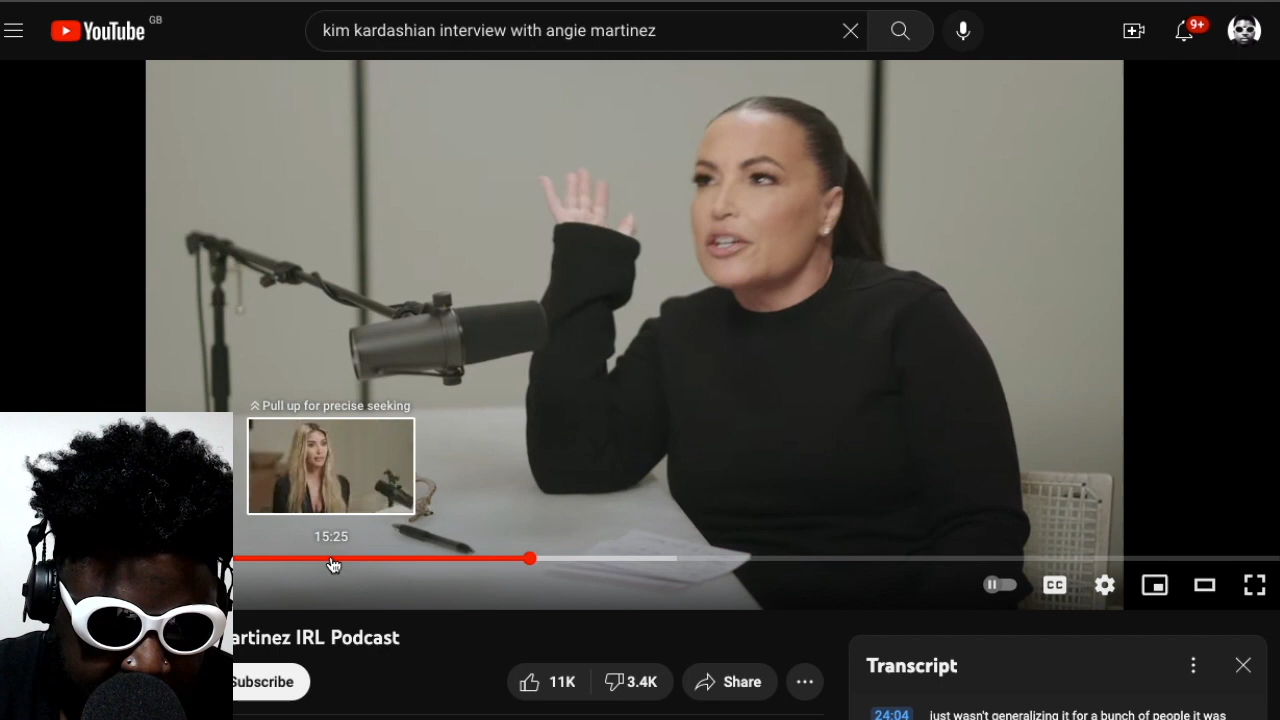 YouTube GB
kim kardashian interview with angie martinez
9+
Pull up for precise seeking
15:25
CC
artinez IRL Podcast
Subscribe
11K
3.4K
Share
Transcript
24:04 just wasn't generalizing it for a bunch of people it was